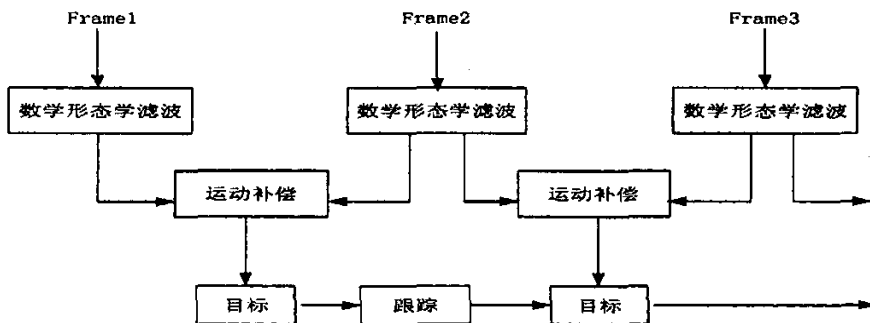 Frame1
Frame2
Frame3
数学形态学滤波
数学形态学滤波
数学形态学滤波
运动补偿
运动补偿
目标
跟踪
目标